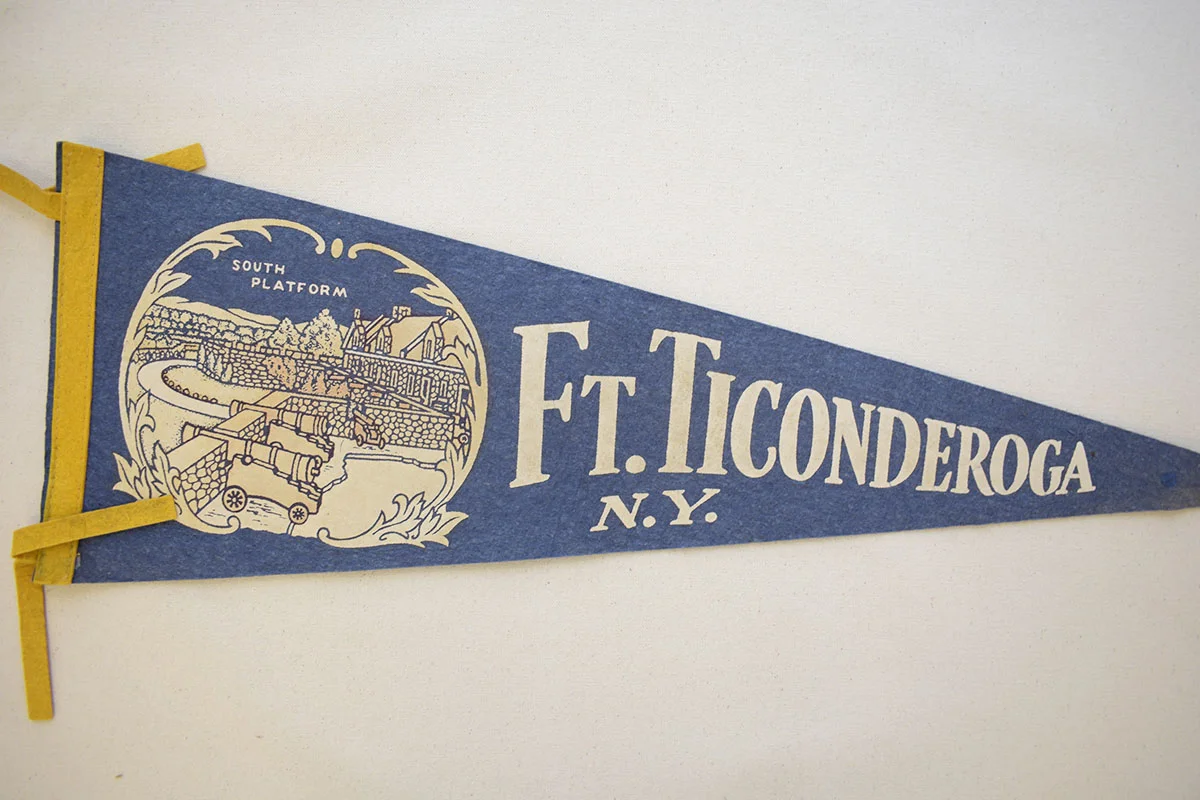 SOUTH
PLATFORM
FT. TICONDEROGA
N.Y.